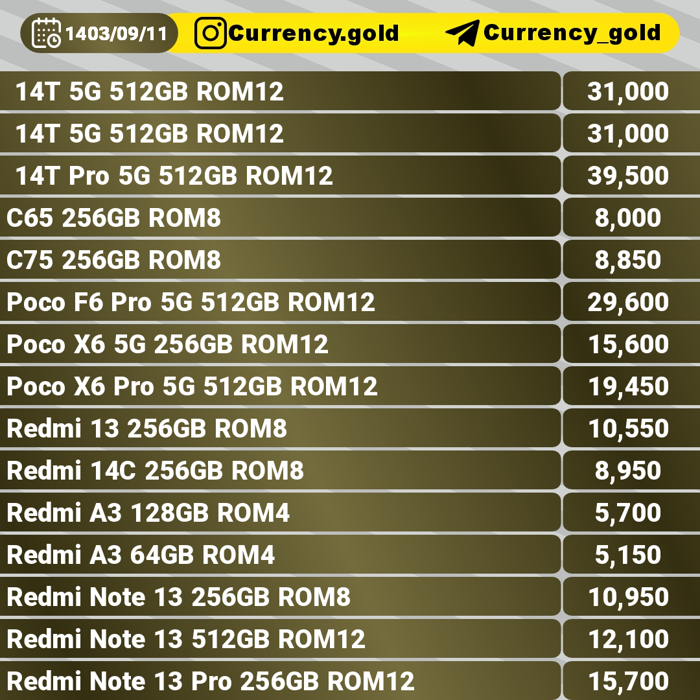 1403/09/11 Currency.gold Currency_gold
14T 5G 512GB ROM12 31,000
14T 5G 512GB ROM12 31,000
14T Pro 5G 512GB ROM12 39,500
C65 256GB ROM8 8,000
C75 256GB ROM8 8,850
Poco F6 Pro 5G 512GB ROM12 29,600
Poco X6 5G 256GB ROM12 15,600
Poco X6 Pro 5G 512GB ROM12 19,450
Redmi 13 256GB ROM8 10,550
Redmi 14C 256GB ROM8 8,950
Redmi A3 128GB ROM4 5,700
Redmi A3 64GB ROM4 5,150
Redmi Note 13 256GB ROM8 10,950
Redmi Note 13 512GB ROM12 12,100
Redmi Note 13 Pro 256GB ROM12 15,700